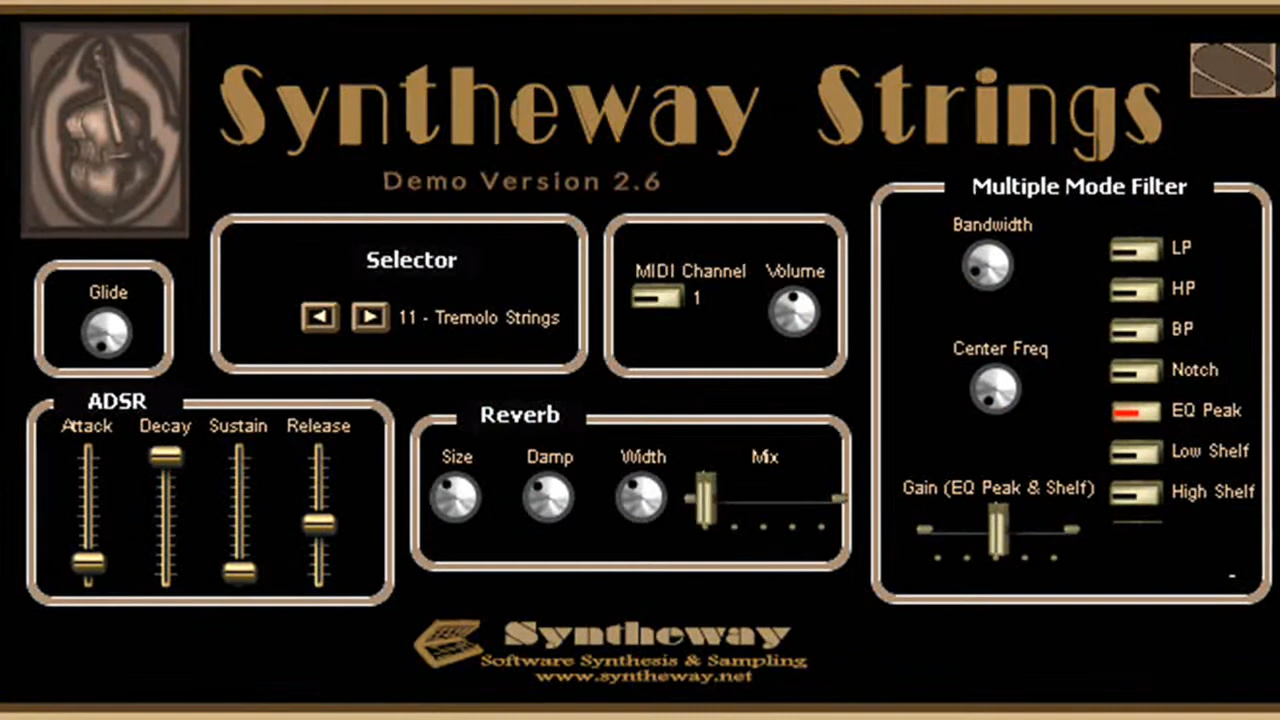 Syntheway Strings
Demo Version 2.6
Glide
Selector
11 - Tremolo Strings
MIDI Channel
1
Volume
Multiple Mode Filter
Bandwidth
Center Freq
Gain (EQ Peak & Shelf)
LP
HP
BP
Notch
EQ Peak
Low Shelf
High Shelf
-
ADSR
Attack Decay Sustain Release
Reverb
Size Damp Width Mix
Syntheway
Software Synthesis & Sampling
www.syntheway.net